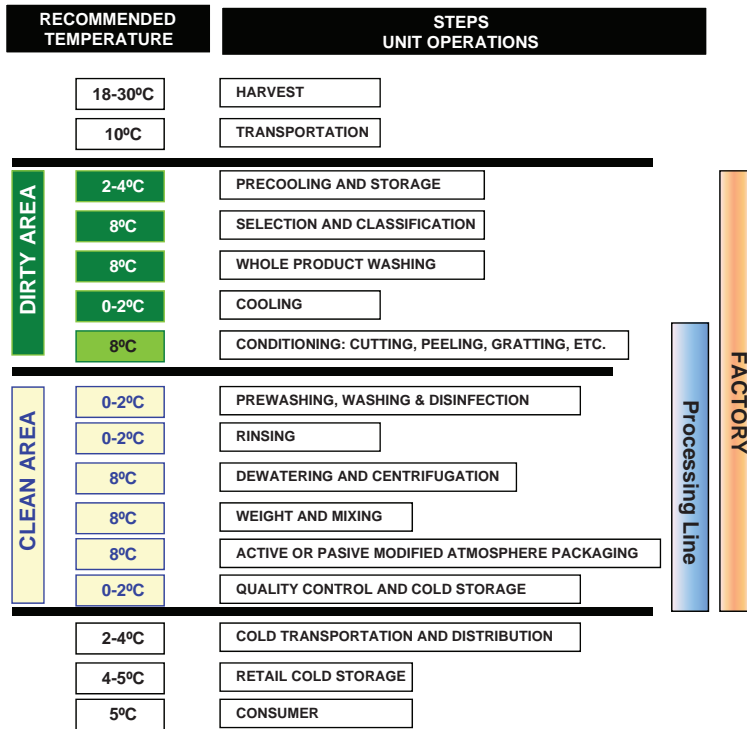 RECOMMENDED
TEMPERATURE
STEPS
UNIT OPERATIONS
18-30ºC
HARVEST
10ºC
TRANSPORTATION
DIRTY AREA
2-4ºC
PRECOOLING AND STORAGE
8ºC
SELECTION AND CLASSIFICATION
8ºC
WHOLE PRODUCT WASHING
0-2ºC
COOLING
8ºC
CONDITIONING: CUTTING, PEELING, GRATTING, ETC.
CLEAN AREA
0-2ºC
PREWASHING, WASHING & DISINFECTION
0-2ºC
RINSING
8ºC
DEWATERING AND CENTRIFUGATION
8ºC
WEIGHT AND MIXING
8ºC
ACTIVE OR PASIVE MODIFIED ATMOSPHERE PACKAGING
0-2ºC
QUALITY CONTROL AND COLD STORAGE
Processing Line
FACTORY
2-4ºC
COLD TRANSPORTATION AND DISTRIBUTION
4-5ºC
RETAIL COLD STORAGE
5ºC
CONSUMER